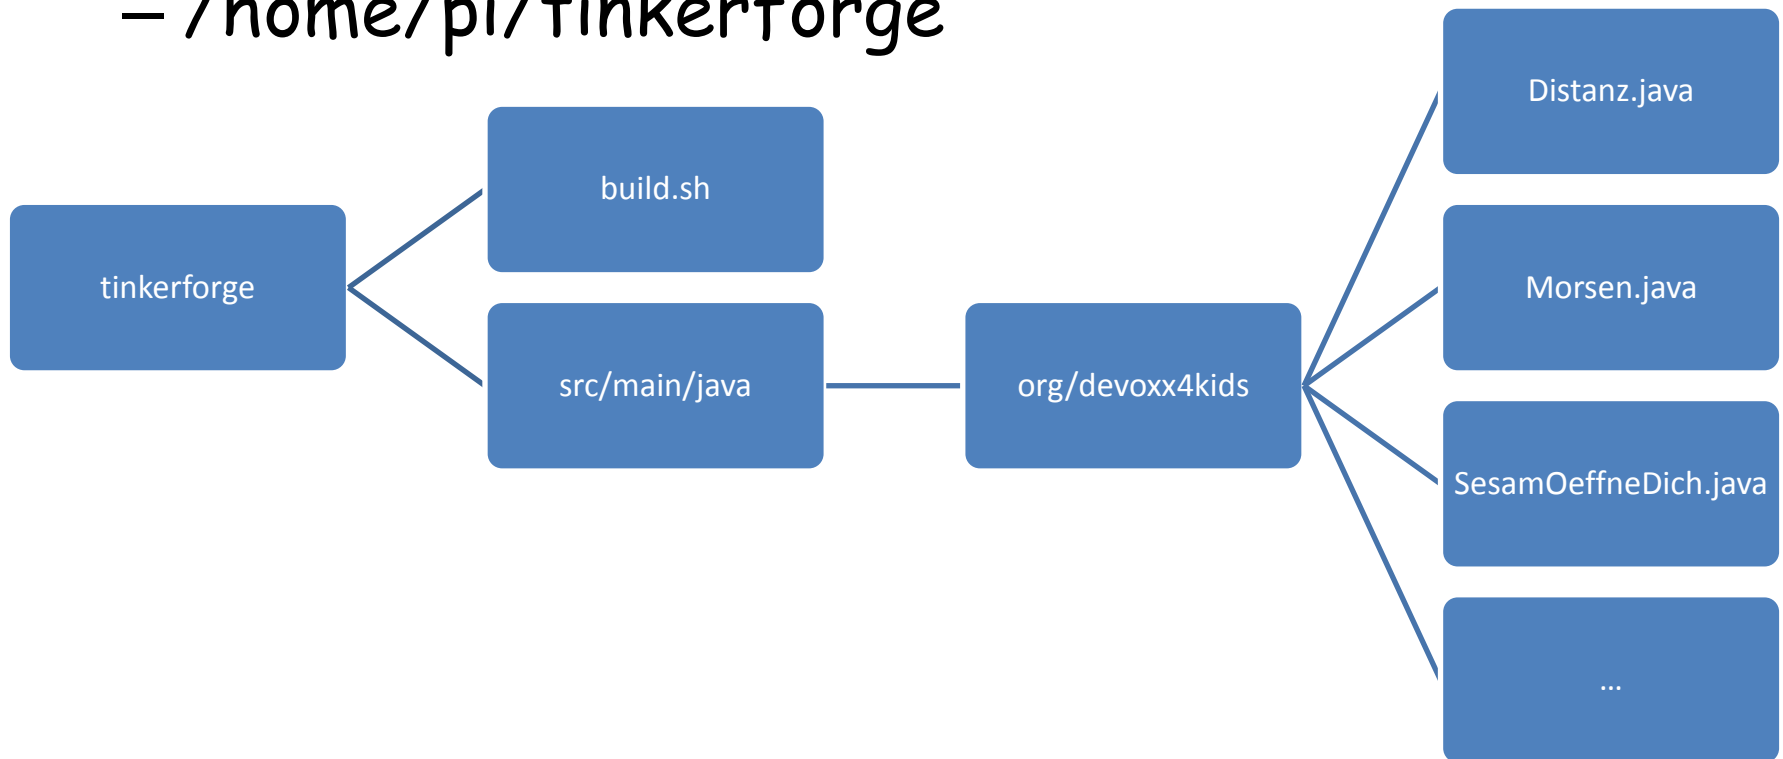 – /home/pi/tinkerforge
tinkerforge
build.sh
src/main/java
org/devoxx4kids
Distanz.java
Morsen.java
SesamOeffneDich.java
...